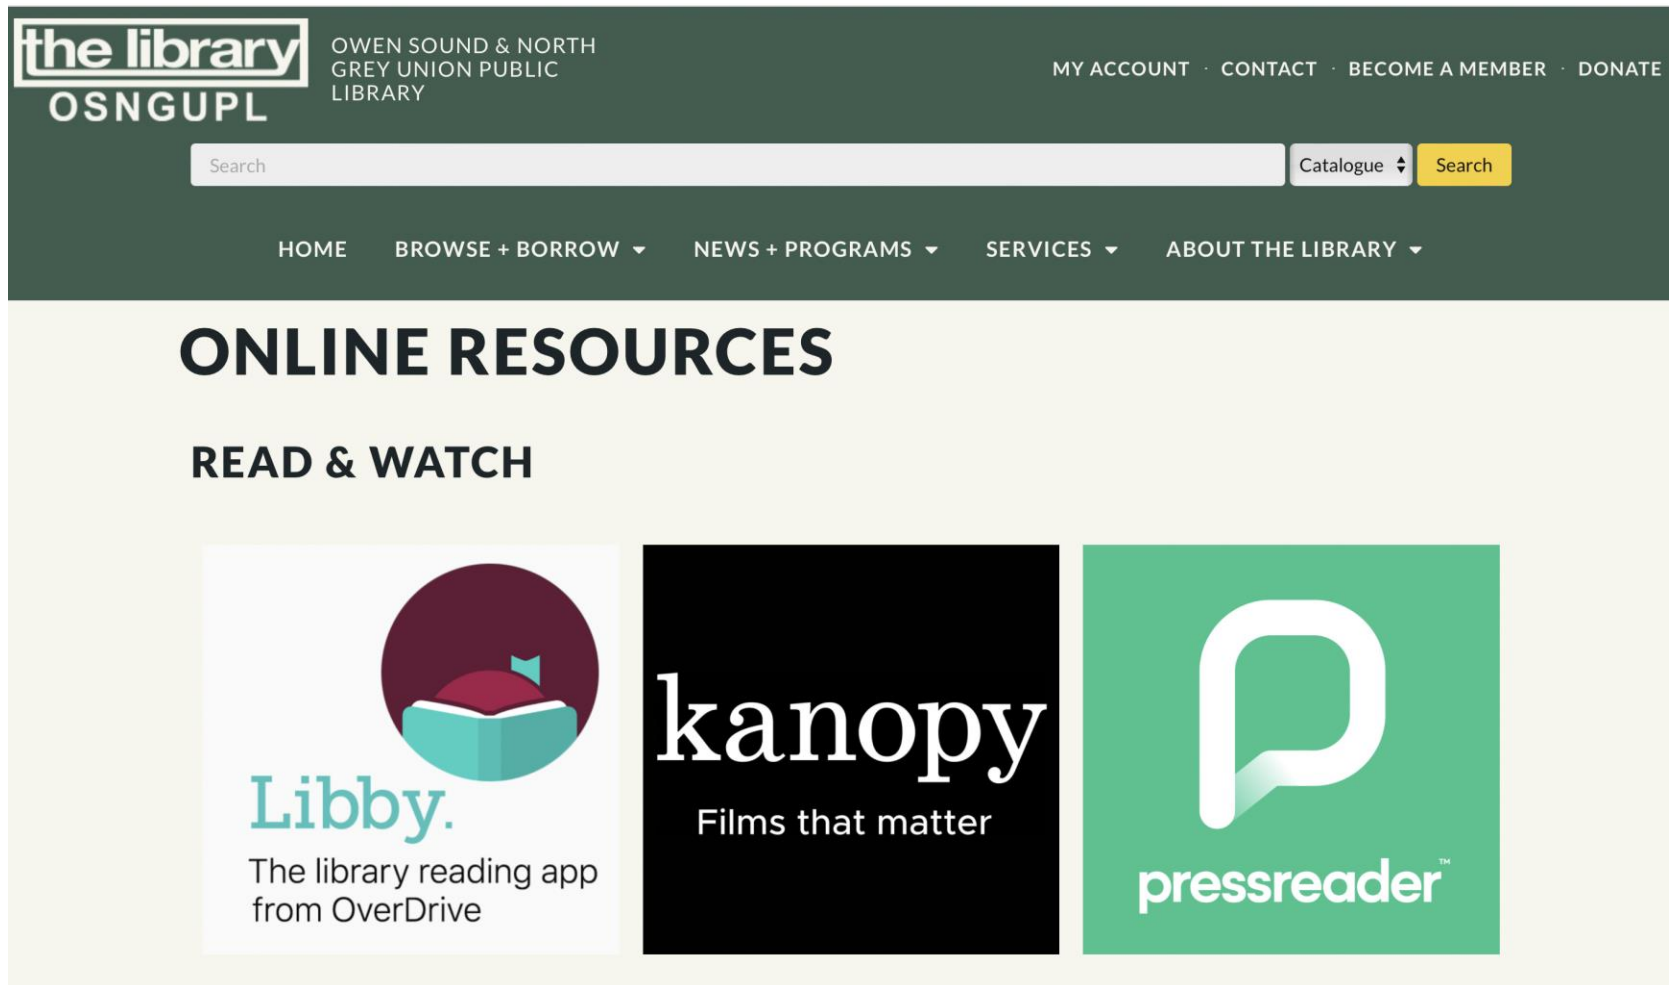 the library
OSNGUPL
OWEN SOUND & NORTH
GREY UNION PUBLIC
LIBRARY
MY ACCOUNT · CONTACT · BECOME A MEMBER · DONATE
Search
Catalogue
Search
HOME
BROWSE + BORROW
NEWS + PROGRAMS
SERVICES
ABOUT THE LIBRARY
ONLINE RESOURCES
READ & WATCH
Libby.
The library reading app
from OverDrive
kanopy
Films that matter
pressreader™